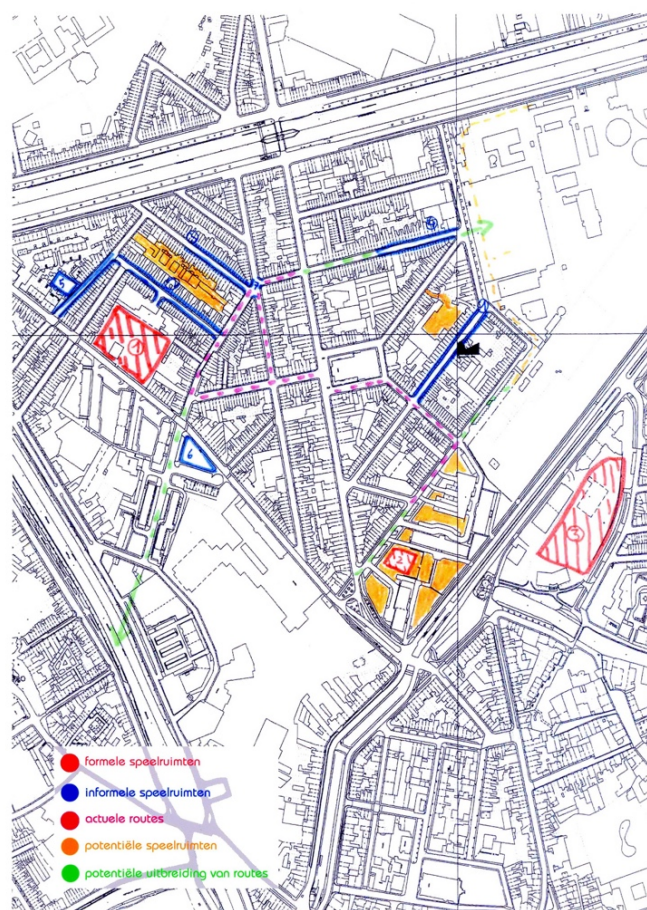 formele speelruimten
informele speelruimten
actuele routes
potentiële speelruimten
potentiële uitbreiding van routes